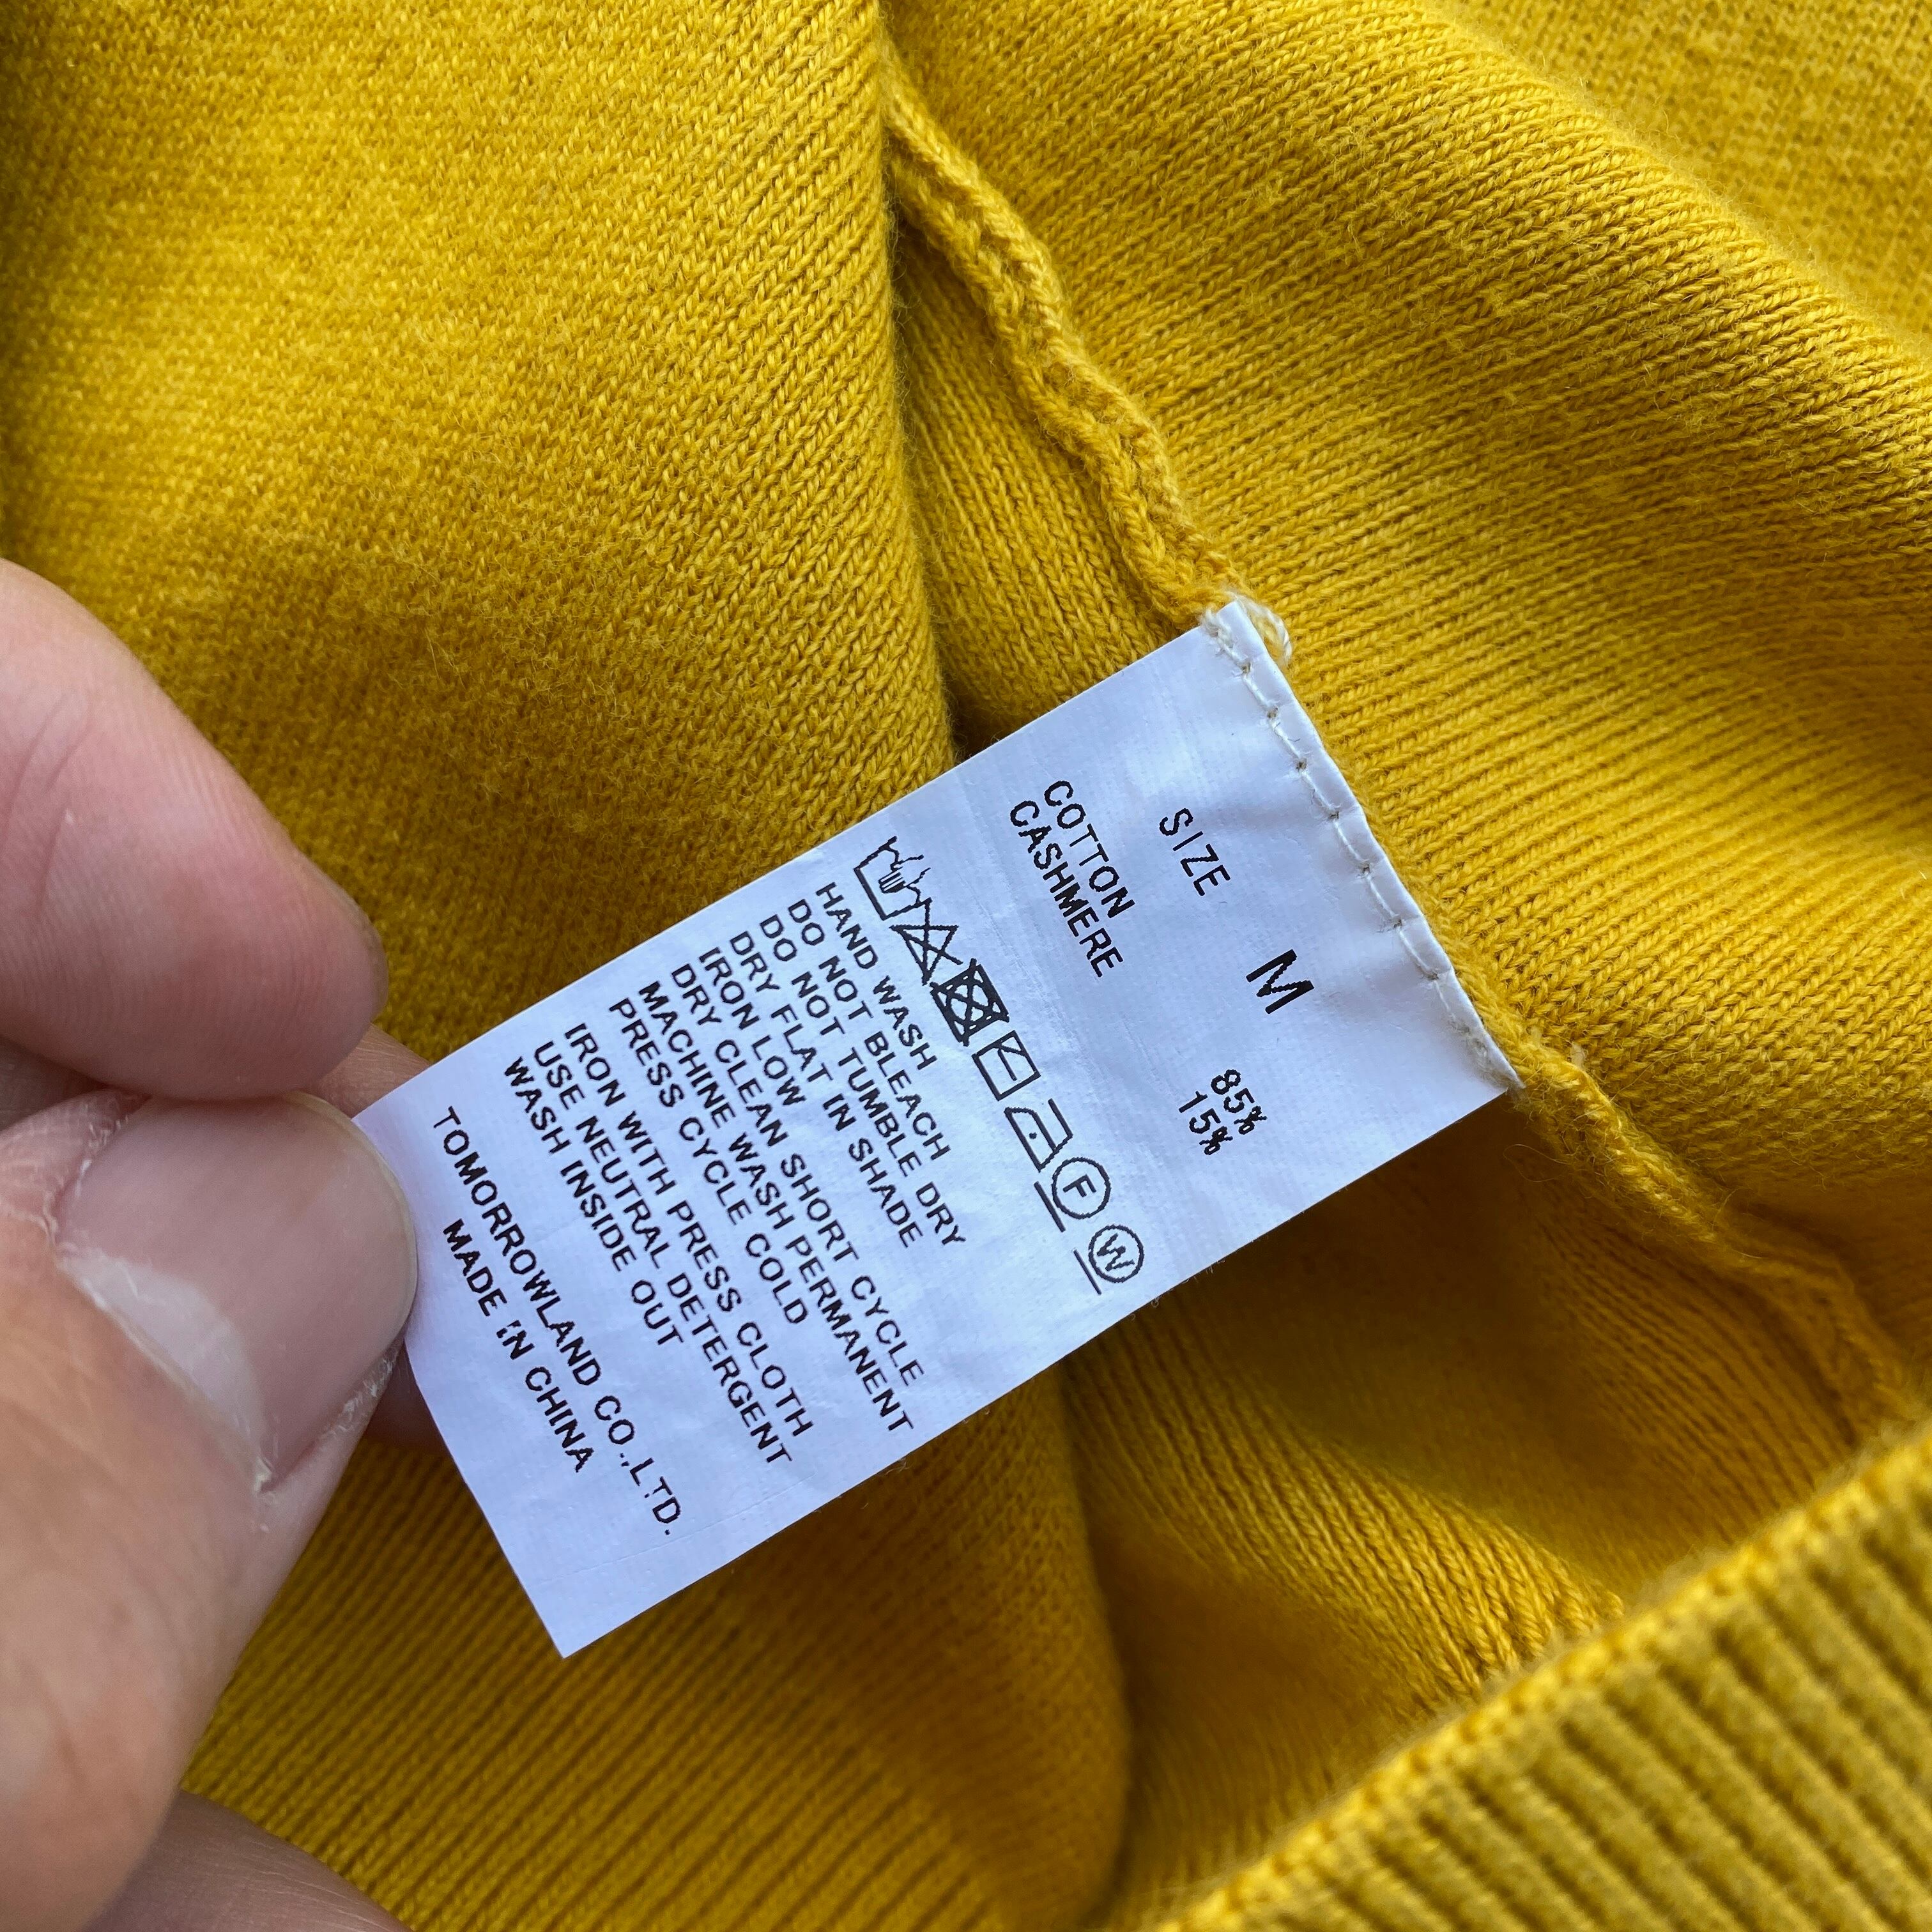 SIZE M
COTTON 85%
CASHMERE 15%
F W
HAND WASH
DO NOT BLEACH
DO NOT TUMBLE DRY
DRY FLAT IN SHADE
IRON LOW
DRY CLEAN SHORT CYCLE
MACHINE WASH PERMANENT
PRESS CYCLE COLD
IRON WITH PRESS CLOTH
USE NEUTRAL DETERGENT
WASH INSIDE OUT
TOMORROWLAND CO.,LTD.
MADE IN CHINA